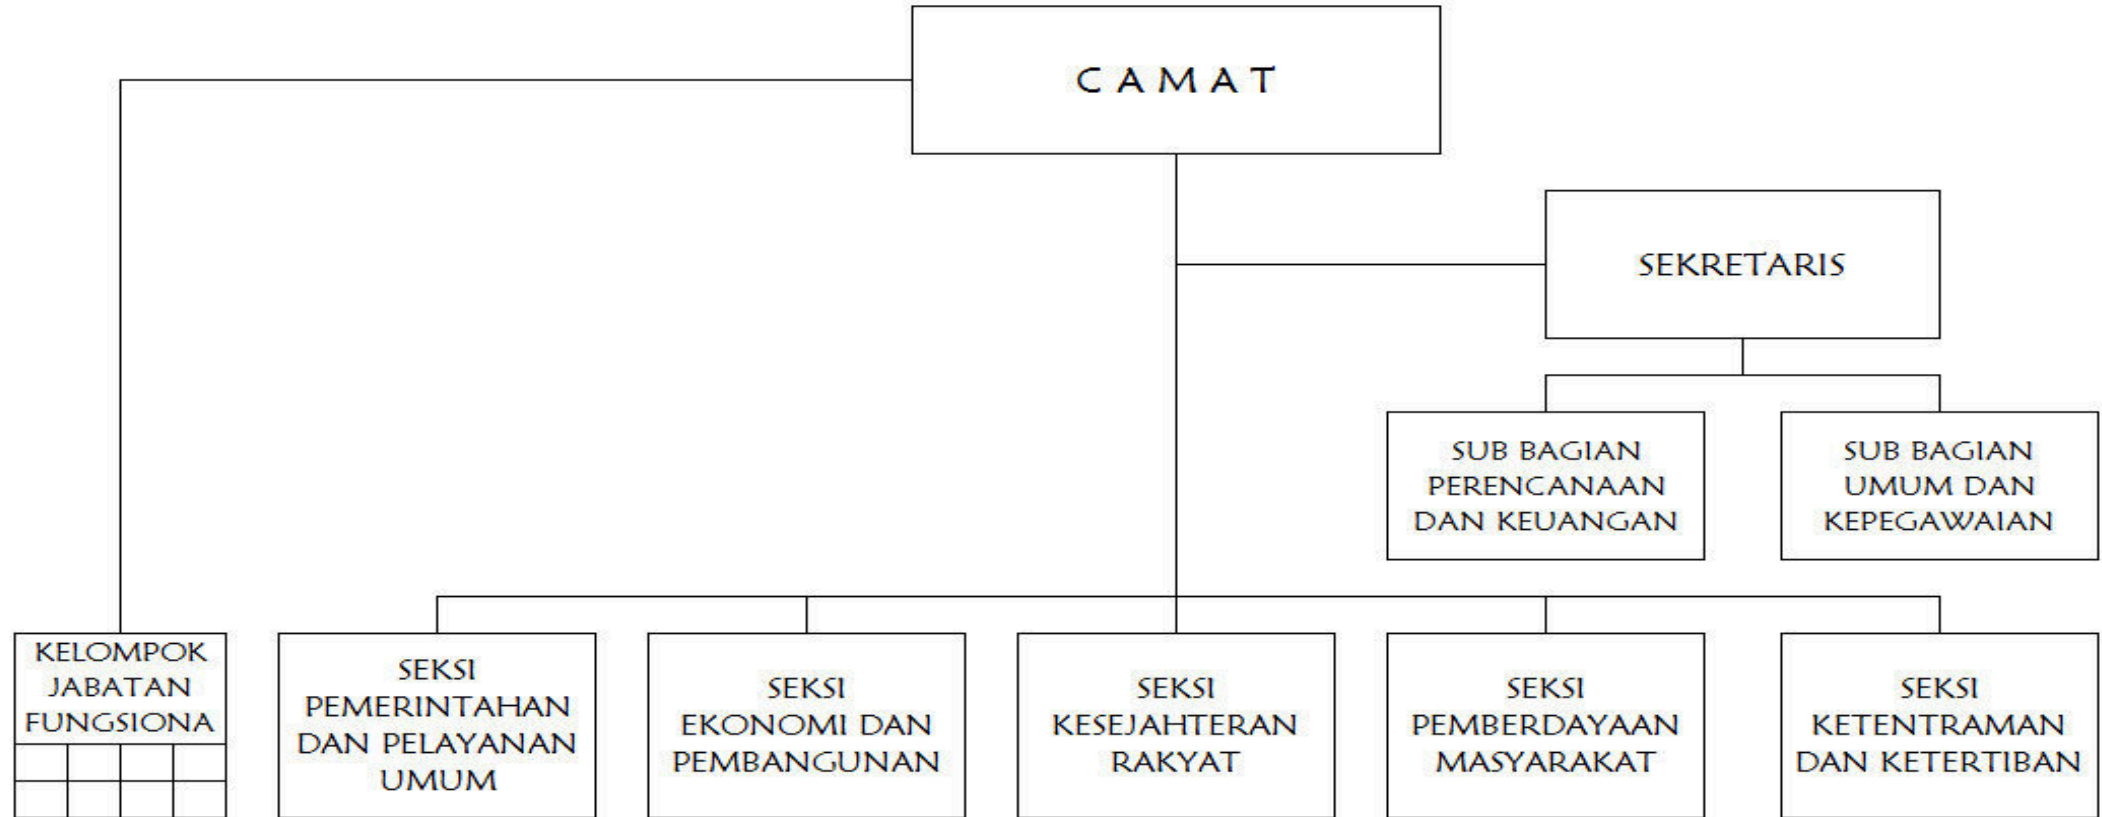 C A M A T
SEKRETARIS
SUB BAGIAN
PERENCANAAN
DAN KEUANGAN
SUB BAGIAN
UMUM DAN
KEPEGAWAIAN
KELOMPOK
JABATAN
FUNGSIONA
SEKSI
PEMERINTAHAN
DAN PELAYANAN
UMUM
SEKSI
EKONOMI DAN
PEMBANGUNAN
SEKSI
KESEJAHTERAN
RAKYAT
SEKSI
PEMBERDAYAAN
MASYARAKAT
SEKSI
KETENTRAMAN
DAN KETERTIBAN